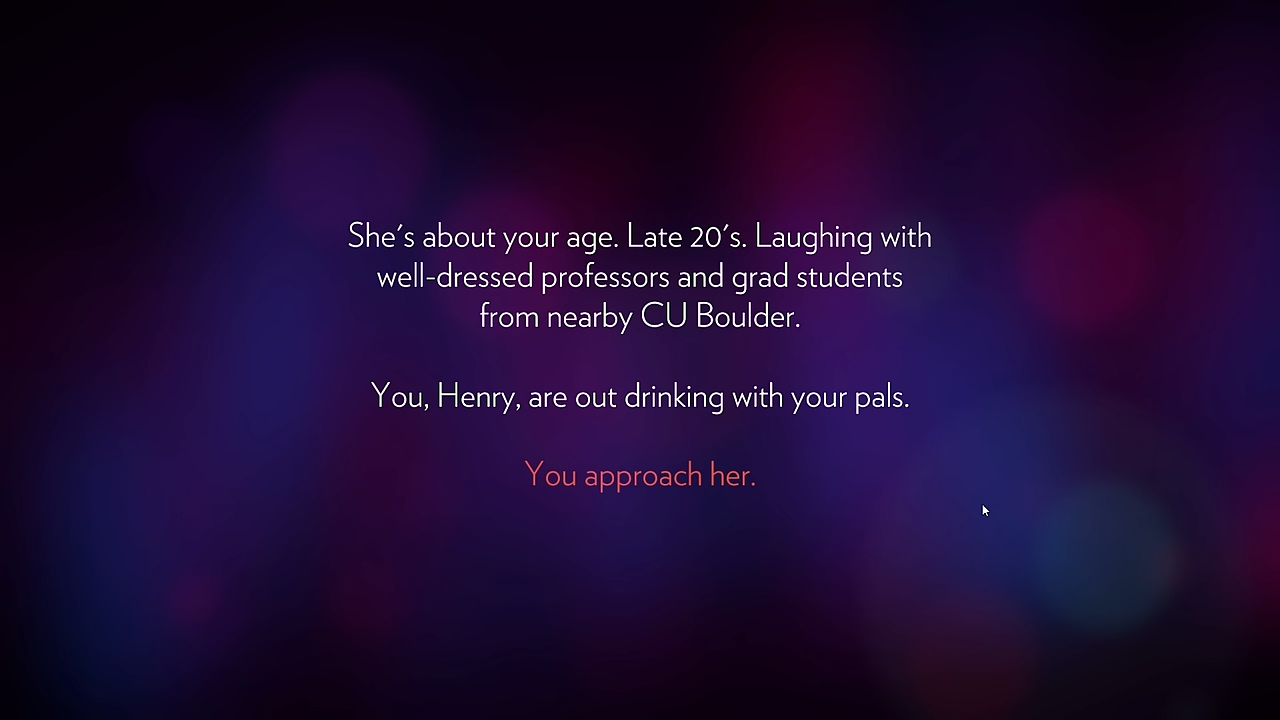 She's about your age. Late 20's. Laughing with
well-dressed professors and grad students
from nearby CU Boulder.
You, Henry, are out drinking with your pals.
You approach her.